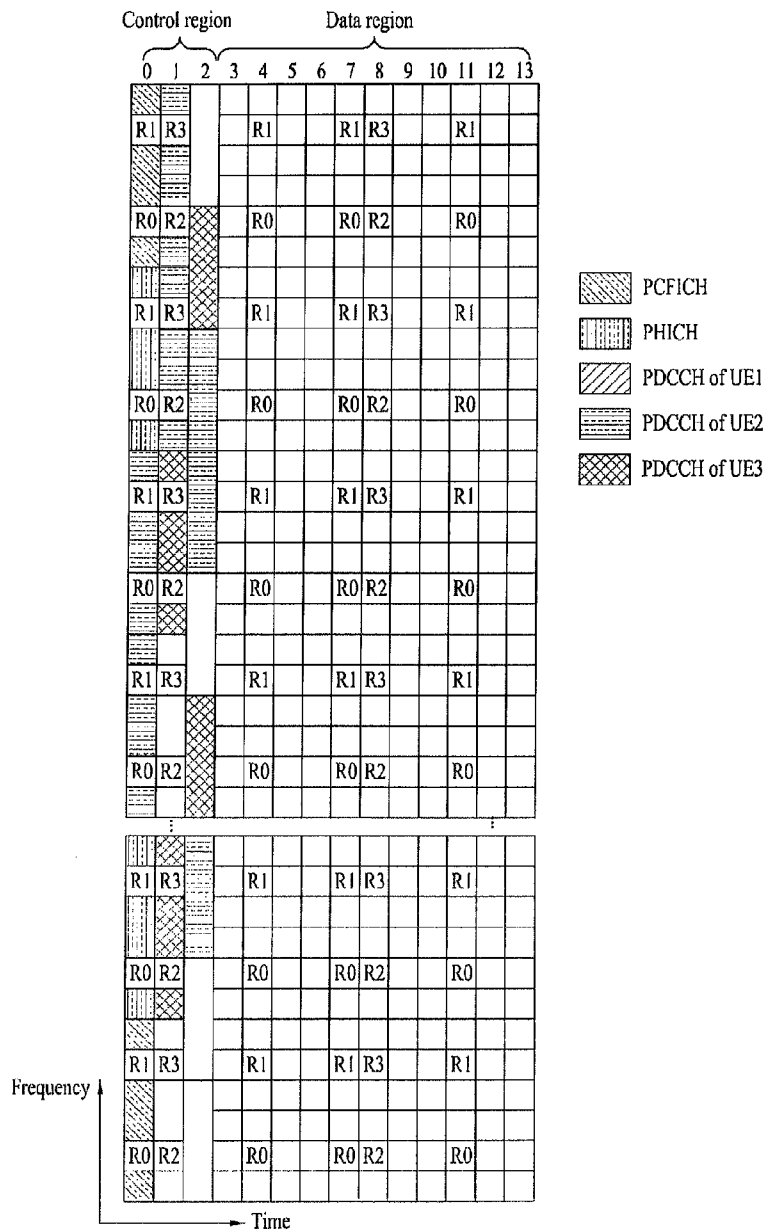 Control region Data region
0 1 2 3 4 5 6 7 8 9 10 11 12 13
R1 R3 R1 R1 R3 R1
R0 R2 R0 R0 R2 R0
R1 R3 R1 R1 R3 R1
R0 R2 R0 R0 R2 R0
R1 R3 R1 R1 R3 R1
R0 R2 R0 R0 R2 R0
R1 R3 R1 R1 R3 R1
R0 R2 R0 R0 R2 R0
R1 R3 R1 R1 R3 R1
R0 R2 R0 R0 R2 R0
R1 R3 R1 R1 R3 R1
R0 R2 R0 R0 R2 R0
PCFICH
PHICH
PDCCH of UE1
PDCCH of UE2
PDCCH of UE3
Frequency
Time